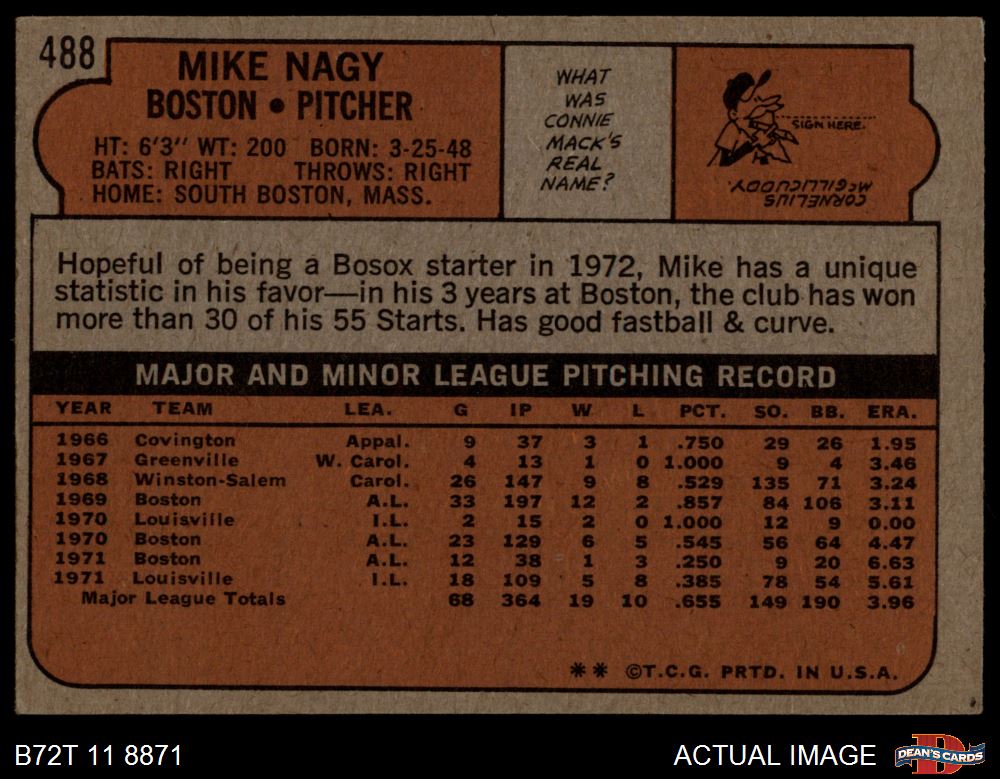 488
MIKE NAGY
BOSTON • PITCHER
HT: 6'3" WT: 200 BORN: 3-25-48
BATS: RIGHT THROWS: RIGHT
HOME: SOUTH BOSTON, MASS.
WHAT
WAS
CONNIE
MACK'S
REAL
NAME?
SIGN HERE.
CORNELIUS
McGILLICUDDY.
Hopeful of being a Bosox starter in 1972, Mike has a unique
statistic in his favor—in his 3 years at Boston, the club has won
more than 30 of his 55 Starts. Has good fastball & curve.
MAJOR AND MINOR LEAGUE PITCHING RECORD
YEAR TEAM LEA. G IP W L PCT. SO. BB. ERA.
1966 Covington Appal. 9 37 3 1 .750 29 26 1.95
1967 Greenville W. Carol. 4 13 1 0 1.000 9 4 3.46
1968 Winston-Salem Carol. 26 147 9 8 .529 135 71 3.24
1969 Boston A.L. 33 197 12 2 .857 84 106 3.11
1970 Louisville I.L. 2 15 2 0 1.000 12 9 0.00
1970 Boston A.L. 23 129 6 5 .545 56 64 4.47
1971 Boston A.L. 12 38 1 3 .250 9 20 6.63
1971 Louisville I.L. 18 109 5 8 .385 78 54 5.61
Major League Totals 68 364 19 10 .655 149 190 3.96
** ©T.C.G. PRTD. IN U.S.A.
B72T 11 8871
ACTUAL IMAGE
DEAN'S CARDS